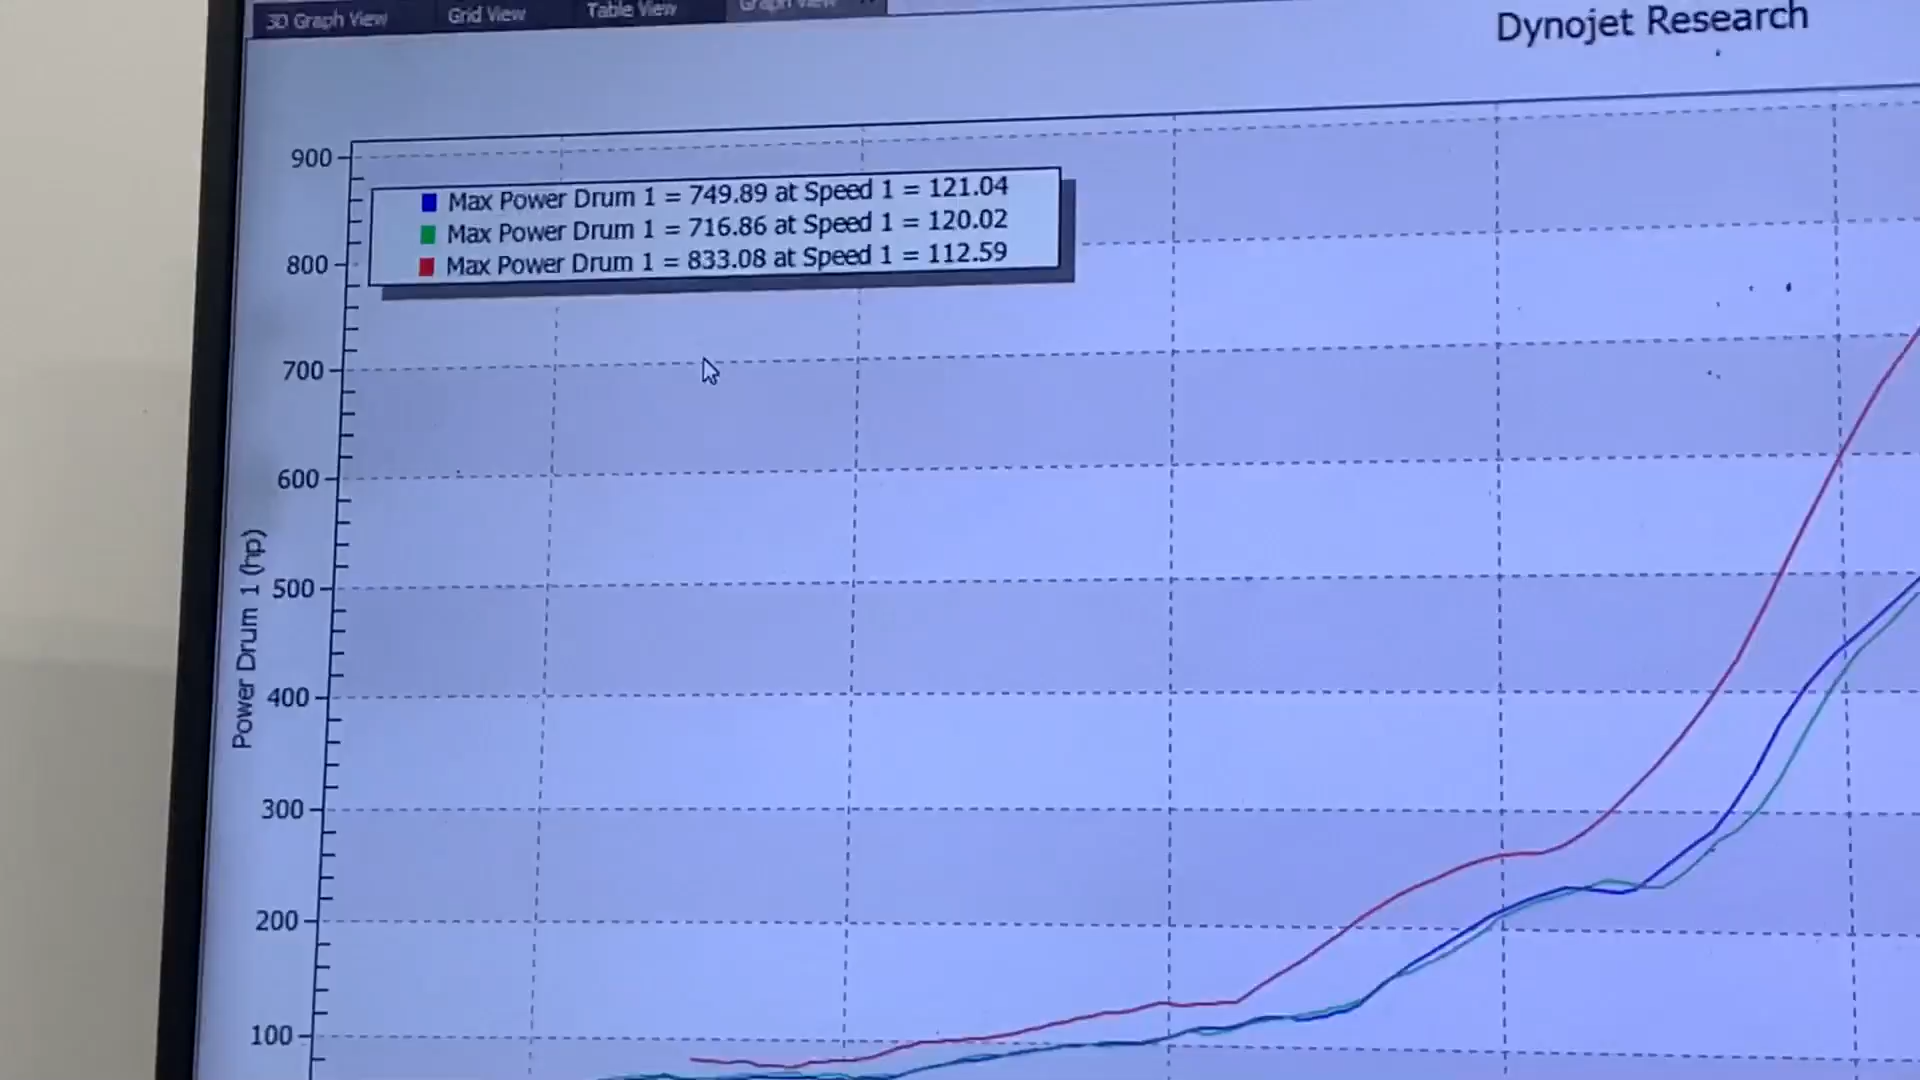 3D Graph View
Grid View
Table View
Graph View
Dynojet Research
Max Power Drum 1 = 749.89 at Speed 1 = 121.04
Max Power Drum 1 = 716.86 at Speed 1 = 120.02
Max Power Drum 1 = 833.08 at Speed 1 = 112.59
Power Drum 1 (hp)
900
800
700
600
500
400
300
200
100